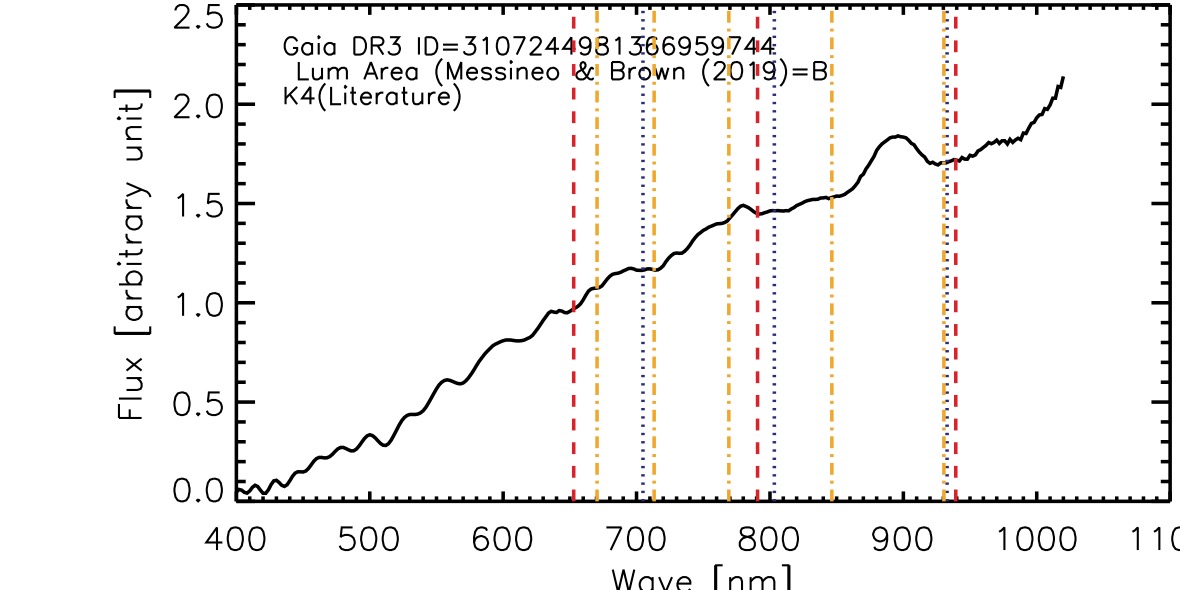 Gaia DR3 ID=3107244981366959744
Lum Area (Messineo & Brown (2019)=B
K4(Literature)
2.5
2.0
1.5
1.0
0.5
0.0
Flux [arbitrary unit]
400 500 600 700 800 900 1000 110
Wave [nm]